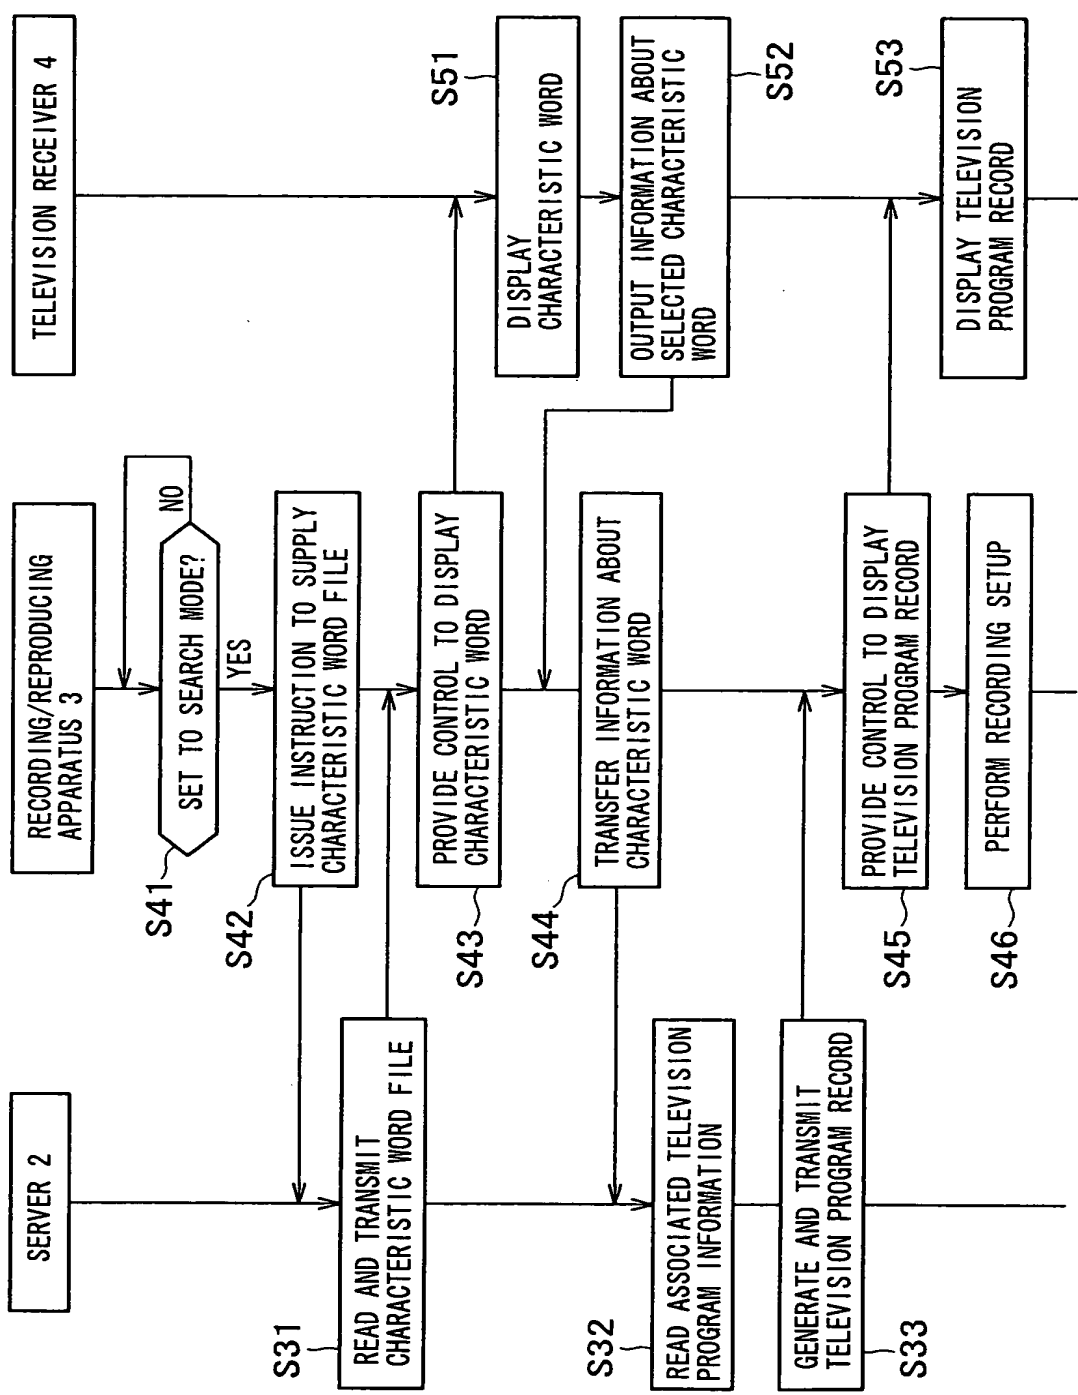 SERVER 2
S31
READ AND TRANSMIT
CHARACTERISTIC WORD FILE
S32
READ ASSOCIATED TELEVISION
PROGRAM INFORMATION
S33
GENERATE AND TRANSMIT
TELEVISION PROGRAM RECORD
RECORDING/REPRODUCING
APPARATUS 3
S41
SET TO SEARCH MODE?
NO
YES
S42
ISSUE INSTRUCTION TO SUPPLY
CHARACTERISTIC WORD FILE
S43
PROVIDE CONTROL TO DISPLAY
CHARACTERISTIC WORD
S44
TRANSFER INFORMATION ABOUT
CHARACTERISTIC WORD
S45
PROVIDE CONTROL TO DISPLAY
TELEVISION PROGRAM RECORD
S46
PERFORM RECORDING SETUP
TELEVISION RECEIVER 4
S51
DISPLAY
CHARACTERISTIC WORD
S52
OUTPUT INFORMATION ABOUT
SELECTED CHARACTERISTIC
WORD
S53
DISPLAY TELEVISION
PROGRAM RECORD